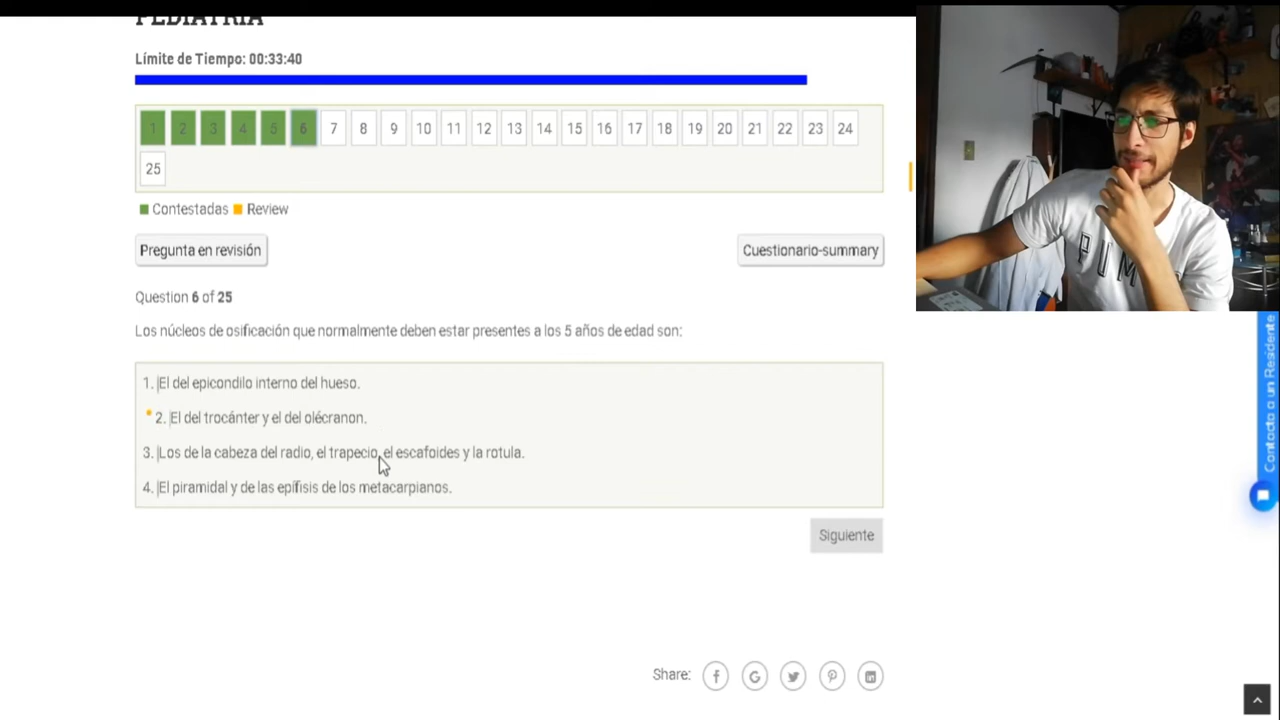 PEDIATRÍA
Límite de Tiempo: 00:33:40
1 2 3 4 5 6 7 8 9 10 11 12 13 14 15 16 17 18 19 20 21 22 23 24
25
Contestadas Review
Pregunta en revisión Cuestionario-summary
Question 6 of 25
Los núcleos de osificación que normalmente deben estar presentes a los 5 años de edad son:
1. El del epicondilo interno del hueso.
2. El del trocánter y el del olécranon.
3. Los de la cabeza del radio, el trapecio, el escafoides y la rotula.
4. El piramidal y de las epífisis de los metacarpianos.
Siguiente
Share:
Contacta a un Residente
PUM